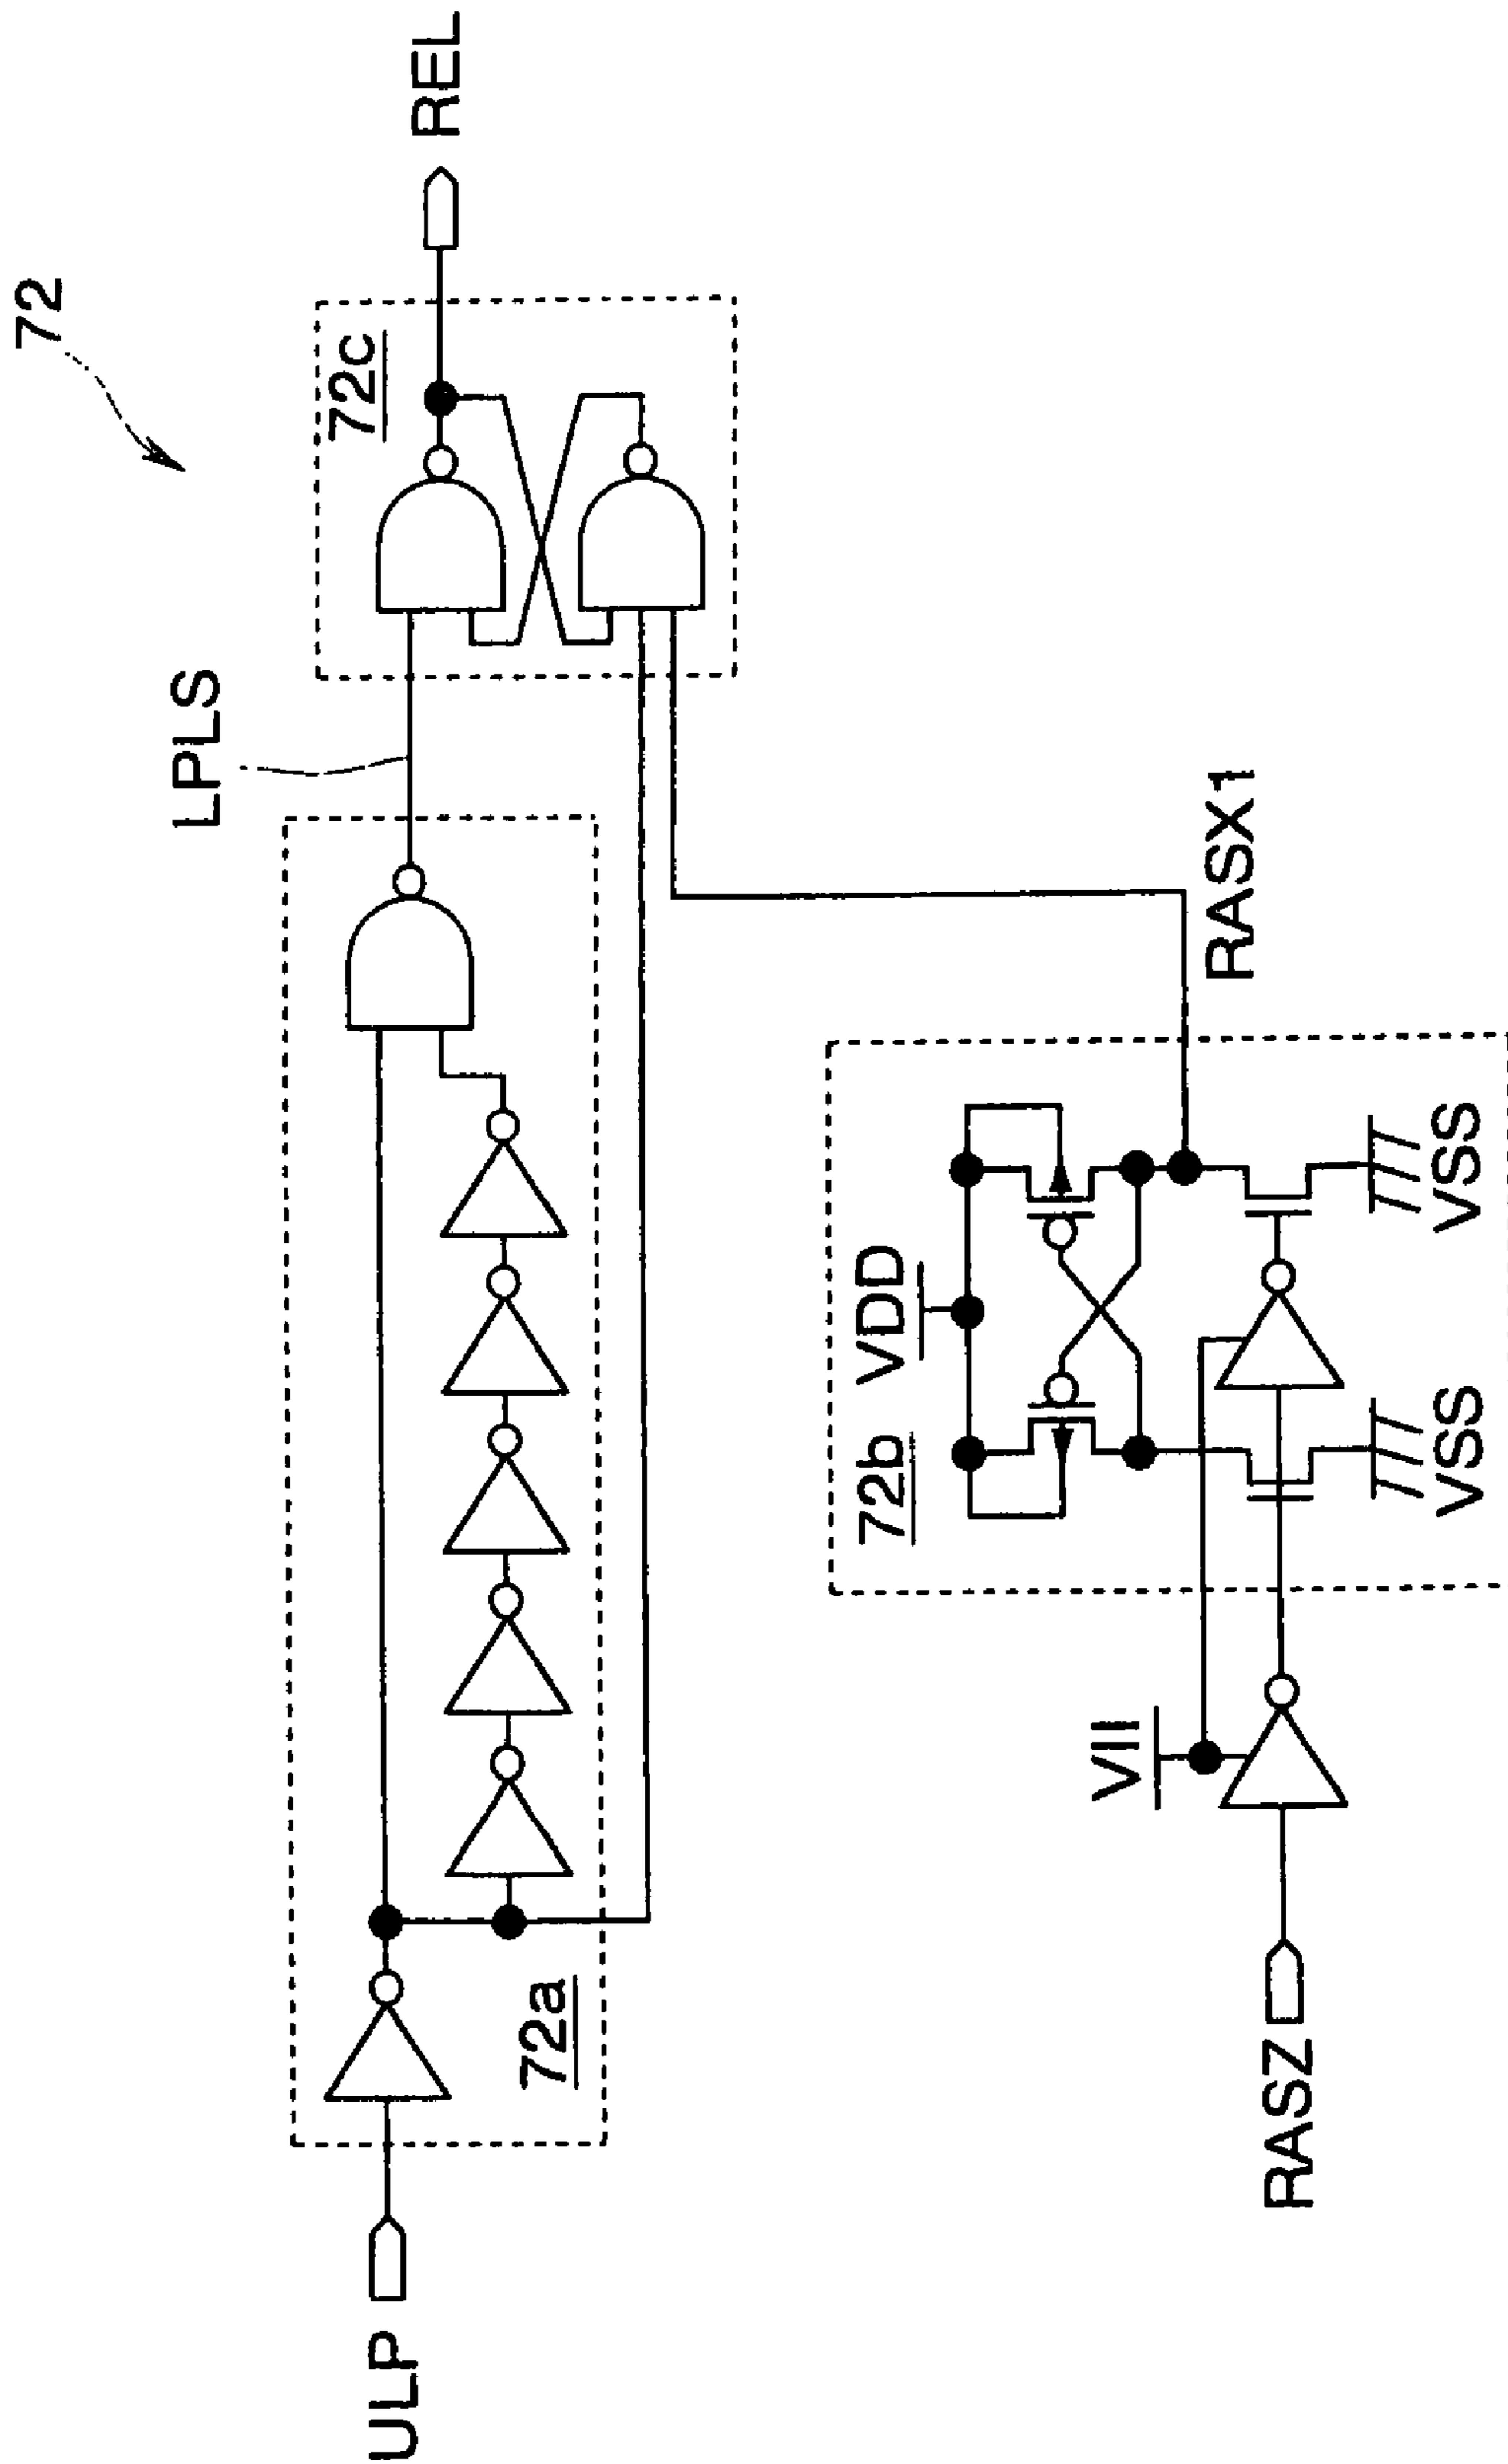 72
ULP
72a
LPLS
72c
REL
RASZ
VII
72b
VDD
VSS
VSS
RASX1